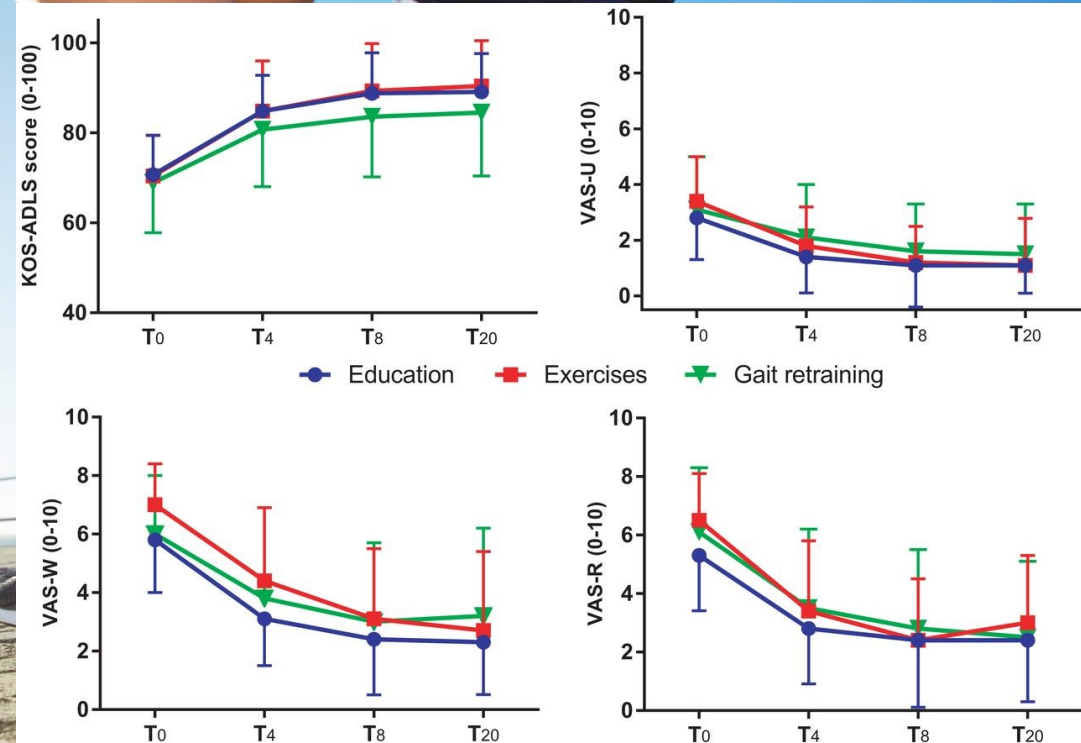 KOS-ADLS score (0-100)
100
80
60
40
T0 T4 T8 T20
VAS-U (0-10)
10
8
6
4
2
0
T0 T4 T8 T20
Education Exercises Gait retraining
VAS-W (0-10)
10
8
6
4
2
0
T0 T4 T8 T20
VAS-R (0-10)
10
8
6
4
2
0
T0 T4 T8 T20